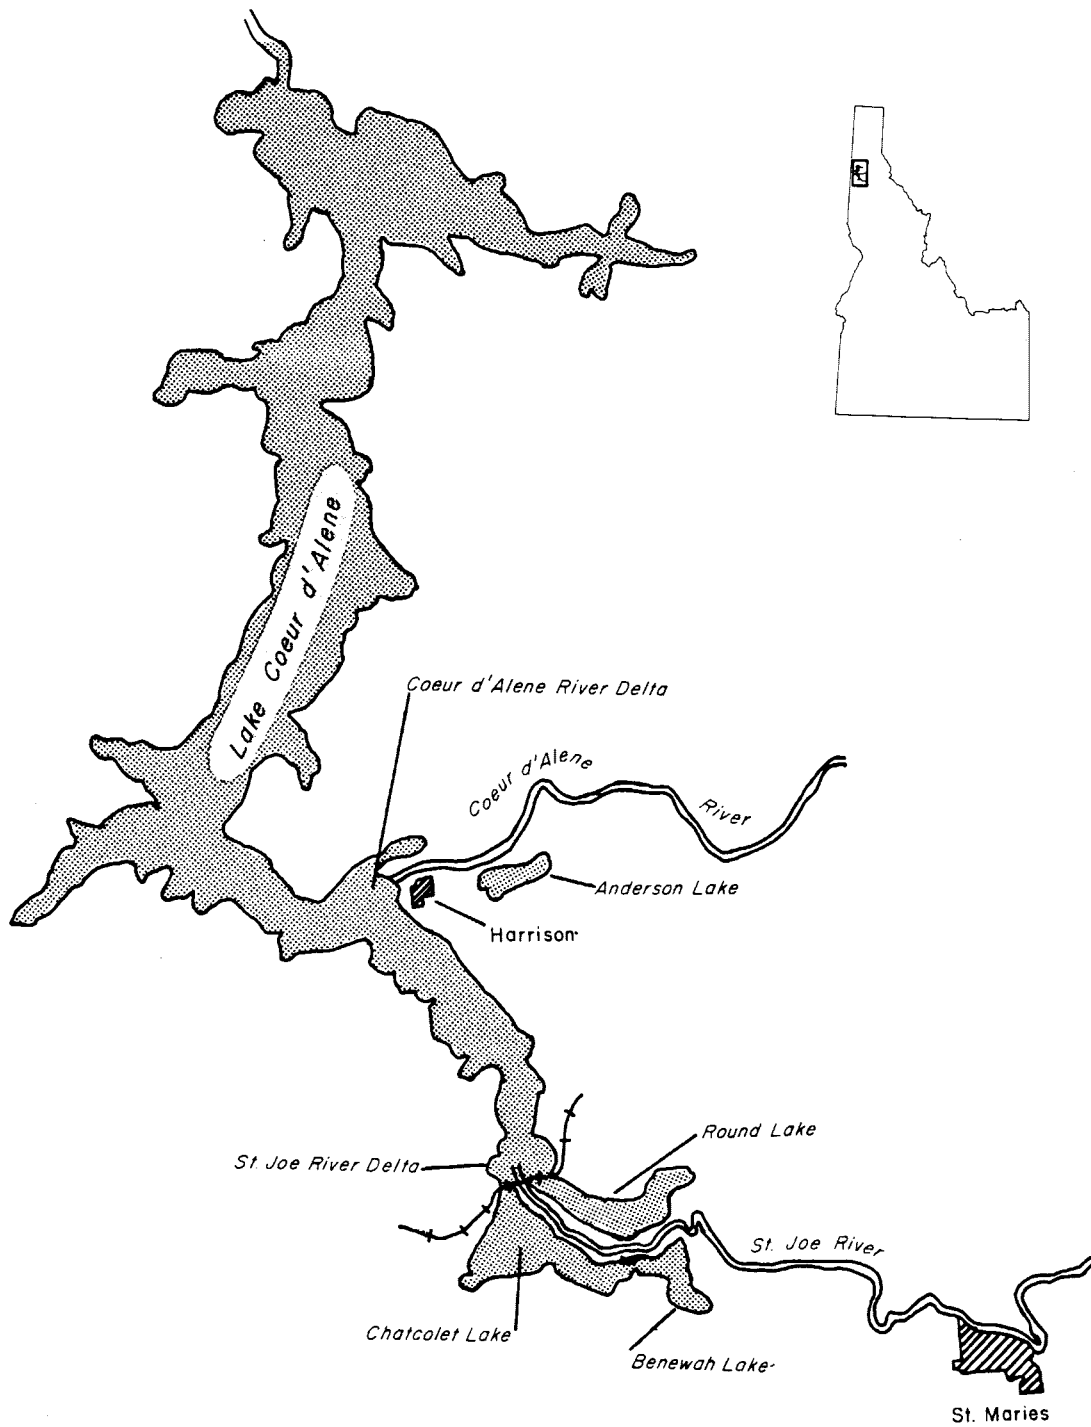 Lake Coeur d'Alene
Coeur d'Alene River Delta
Coeur d'Alene River
Anderson Lake
Harrison
Round Lake
St. Joe River Delta
St. Joe River
Chatcolet Lake
Benewah Lake
St. Maries